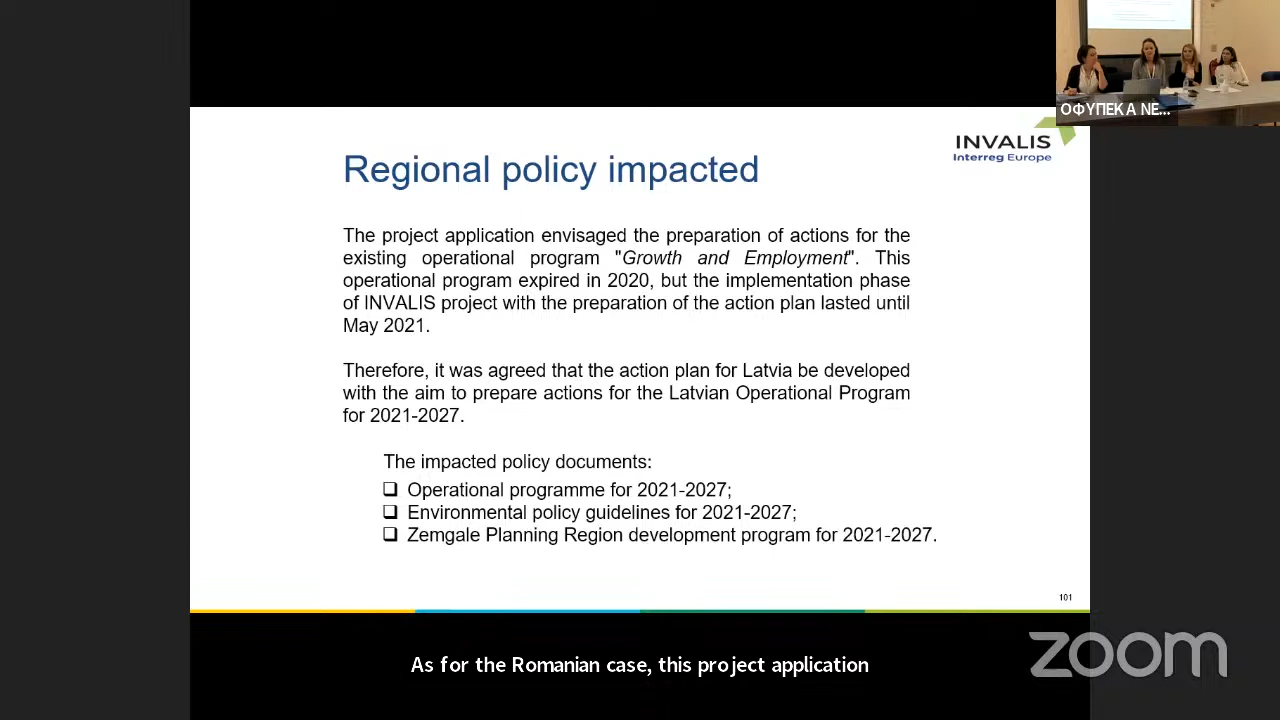 ΟΦΥΠΕΚΑ ΝΕ...
INVALIS
Interreg Europe
Regional policy impacted
The project application envisaged the preparation of actions for the
existing operational program "Growth and Employment". This
operational program expired in 2020, but the implementation phase
of INVALIS project with the preparation of the action plan lasted until
May 2021.
Therefore, it was agreed that the action plan for Latvia be developed
with the aim to prepare actions for the Latvian Operational Program
for 2021-2027.
The impacted policy documents:
❑ Operational programme for 2021-2027;
❑ Environmental policy guidelines for 2021-2027;
❑ Zemgale Planning Region development program for 2021-2027.
101
As for the Romanian case, this project application
zoom